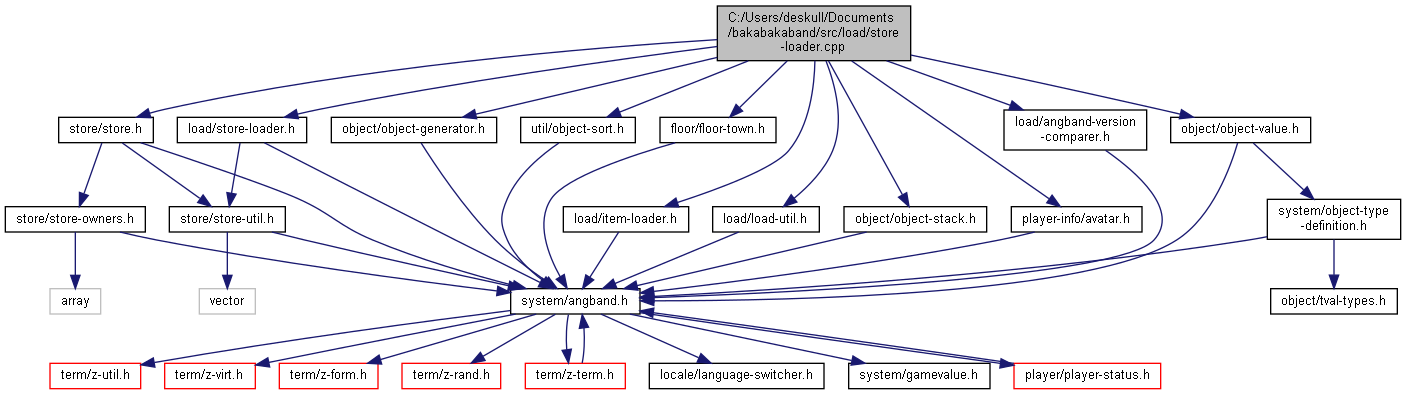 C:/Users/deskull/Documents
/bakabakaband/src/load/store
-loader.cpp
store/store.h
load/store-loader.h
object/object-generator.h
util/object-sort.h
floor/floor-town.h
load/angband-version
-comparer.h
object/object-value.h
store/store-owners.h
store/store-util.h
load/item-loader.h
load/load-util.h
object/object-stack.h
player-info/avatar.h
system/object-type
-definition.h
array
vector
system/angband.h
object/tval-types.h
term/z-util.h
term/z-virt.h
term/z-form.h
term/z-rand.h
term/z-term.h
locale/language-switcher.h
system/gamevalue.h
player/player-status.h